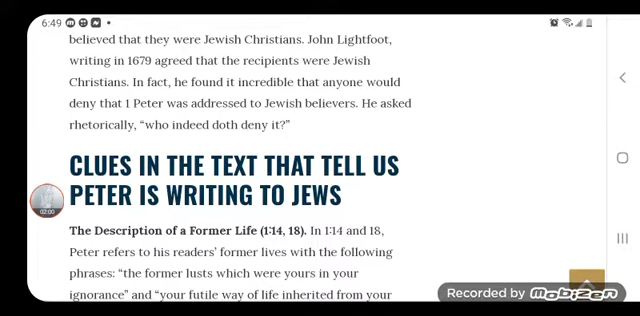 6:49
believed that they were Jewish Christians. John Lightfoot,
writing in 1679 agreed that the recipients were Jewish
Christians. In fact, he found it incredible that anyone would
deny that 1 Peter was addressed to Jewish believers. He asked
rhetorically, “who indeed doth deny it?”
CLUES IN THE TEXT THAT TELL US
PETER IS WRITING TO JEWS
02:00
The Description of a Former Life (1:14, 18). In 1:14 and 18,
Peter refers to his readers’ former lives with the following
phrases: “the former lusts which were yours in your
ignorance” and “your futile way of life inherited from your
Recorded by Mobizen